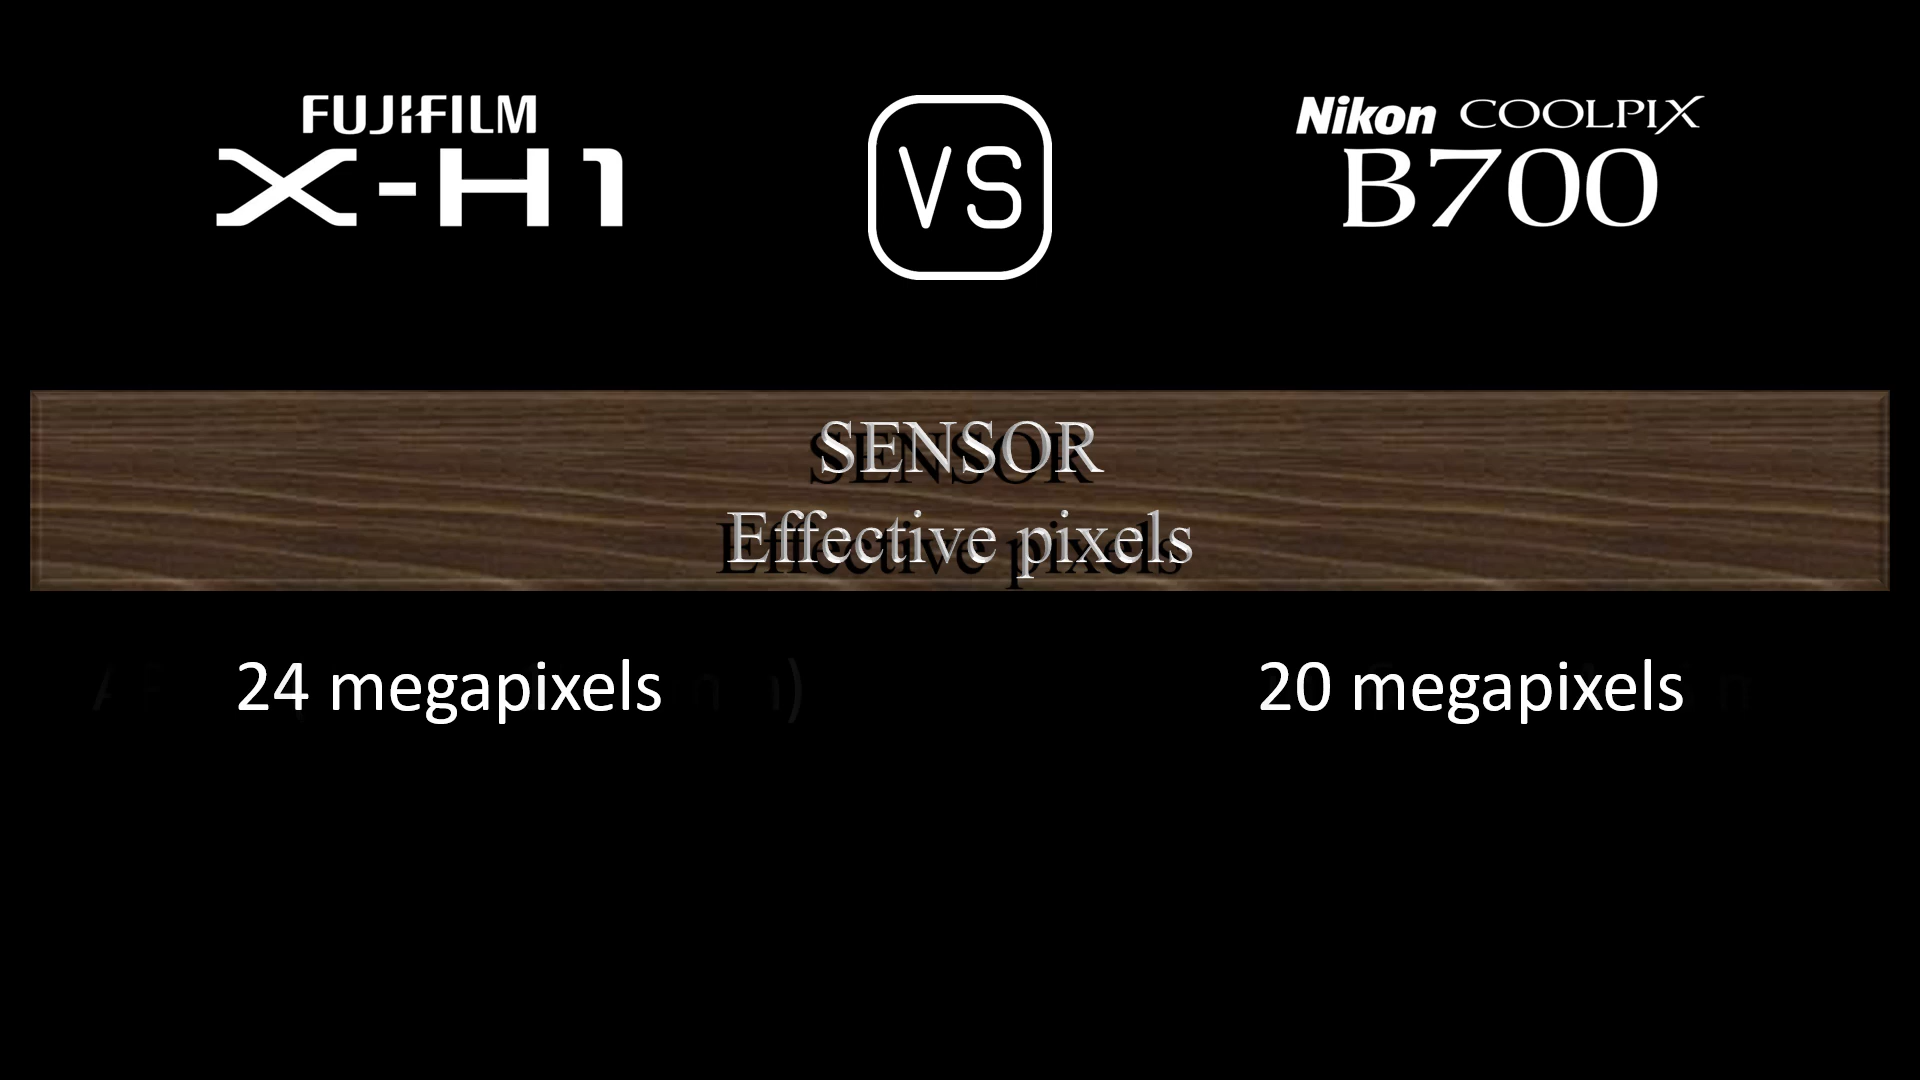 FUJIFILM
X-H1
VS
Nikon COOLPIX
B700
SENSOR
Effective pixels
24 megapixels
20 megapixels